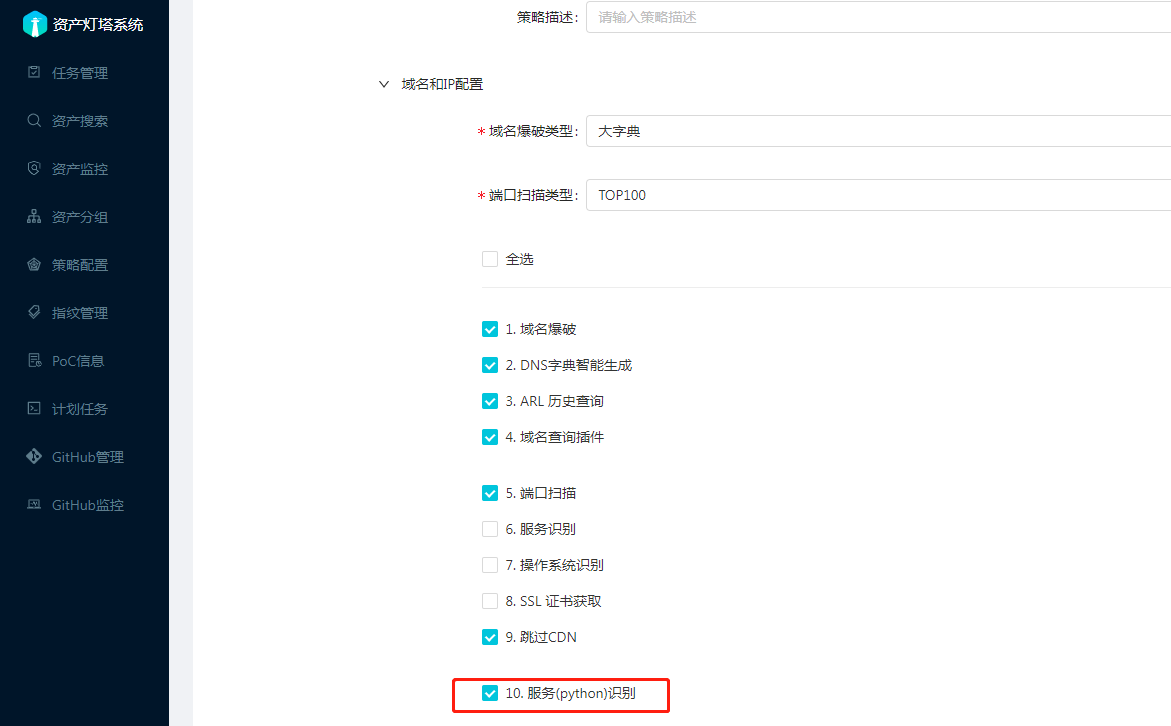 资产灯塔系统
任务管理
资产搜索
资产监控
资产分组
策略配置
指纹管理
PoC信息
计划任务
GitHub管理
GitHub监控
策略描述: 请输入策略描述
域名和IP配置
* 域名爆破类型: 大字典
* 端口扫描类型: TOP100
全选
1. 域名爆破
2. DNS字典智能生成
3. ARL 历史查询
4. 域名查询插件
5. 端口扫描
6. 服务识别
7. 操作系统识别
8. SSL 证书获取
9. 跳过CDN
10. 服务(python)识别